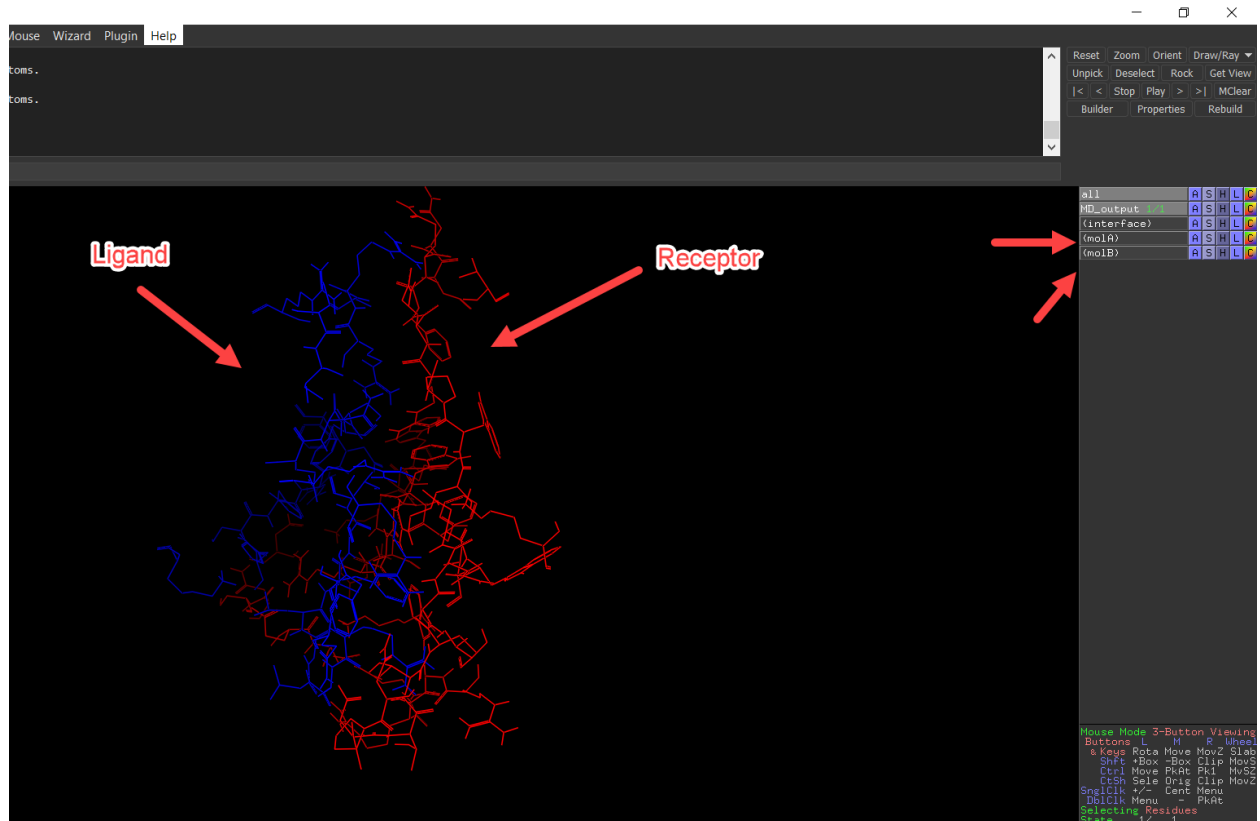 Mouse Wizard Plugin Help
toms.
toms.
Reset Zoom Orient Draw/Ray
Unpick Deselect Rock Get View
|< < Stop Play > >| MClear
Builder Properties Rebuild
all A S H L C
MD_output 1/1 A S H L C
(interface) A S H L C
(molA) A S H L C
(molB) A S H L C
Ligand
Receptor
Mouse Mode 3-Button Viewing
Buttons L M R Wheel
& Keys Rota Move MovZ Slab
Shft +Box -Box Clip MovS
Ctrl Move PkAt Pk1 MvSZ
CtSh Sele Orig Clip MovZ
SnglClk +/- Cent Menu
DblClk Menu - PkAt
Selecting Residues
State 1/ 1